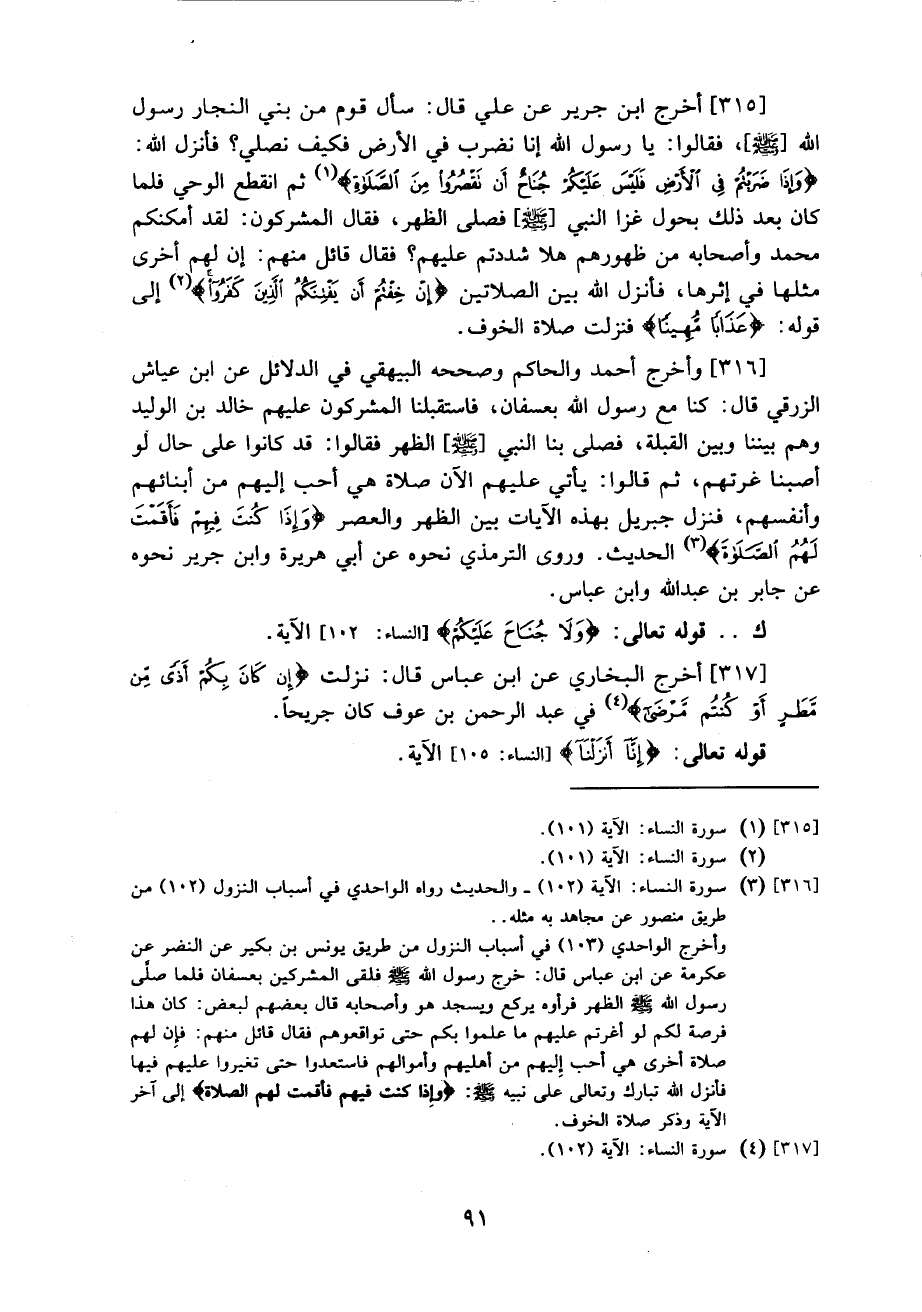 [٣١٥] أخرج ابن جرير عن علي قال: سأل قوم من بني النجار رسول
الله [ﷺ]، فقالوا: يا رسول الله إنا نضرب في الأرض فكيف نصلي؟ فأنزل الله:
﴿وَإِذَا ضَرَبْتُمْ فِي ٱلْأَرْضِ فَلَيْسَ عَلَيْكُمْ جُنَاحٌ أَن تَقْصُرُواْ مِنَ ٱلصَّلَوٰةِ﴾(١) ثم انقطع الوحي فلما
كان بعد ذلك بحول غزا النبي [ﷺ] فصلى الظهر، فقال المشركون: لقد أمكنكم
محمد وأصحابه من ظهورهم هلا شددتم عليهم؟ فقال قائل منهم: إن لهم أخرى
مثلها في إثرها، فأنزل الله بين الصلاتين ﴿إِنْ خِفْتُمْ أَن يَفْتِنَكُمُ ٱلَّذِينَ كَفَرُوٓاْ﴾(٢) إلى
قوله: ﴿عَذَابًا مُّهِينًا﴾ فنزلت صلاة الخوف.
[٣١٦] وأخرج أحمد والحاكم وصححه البيهقي في الدلائل عن ابن عياش
الزرقي قال: كنا مع رسول الله بعسفان، فاستقبلنا المشركون عليهم خالد بن الوليد
وهم بيننا وبين القبلة، فصلى بنا النبي [ﷺ] الظهر فقالوا: قد كانوا على حال لو
أصبنا غرتهم، ثم قالوا: يأتي عليهم الآن صلاة هي أحب إليهم من أبنائهم
وأنفسهم، فنزل جبريل بهذه الآيات بين الظهر والعصر ﴿وَإِذَا كُنتَ فِيهِمْ فَأَقَمْتَ
لَهُمُ ٱلصَّلَوٰةَ﴾(٣) الحديث. وروى الترمذي نحوه عن أبي هريرة وابن جرير نحوه
عن جابر بن عبدالله وابن عباس.
ك .. قوله تعالى: ﴿وَلَا جُنَاحَ عَلَيْكُمْ﴾ [النساء: ١٠٢] الآية.
[٣١٧] أخرج البخاري عن ابن عباس قال: نزلت ﴿إِن كَانَ بِكُمْ أَذًى مِّن
مَّطَرٍ أَوْ كُنتُم مَّرْضَىٰٓ﴾(٤) في عبد الرحمن بن عوف كان جريحاً.
قوله تعالى: ﴿إِنَّآ أَنزَلْنَآ﴾ [النساء: ١٠٥] الآية.
[٣١٥] (١) سورة النساء: الآية (١٠١).
(٢) سورة النساء: الآية (١٠١).
[٣١٦] (٣) سورة النساء: الآية (١٠٢) - والحديث رواه الواحدي في أسباب النزول (١٠٢) من
طريق منصور عن مجاهد به مثله..
وأخرج الواحدي (١٠٣) في أسباب النزول من طريق يونس بن بكير عن النضر عن
عكرمة عن ابن عباس قال: خرج رسول الله ﷺ فلقى المشركين بعسفان فلما صلّى
رسول الله ﷺ الظهر فرأوه يركع ويسجد هو وأصحابه قال بعضهم لبعض: كان هذا
فرصة لكم لو أغرتم عليهم ما علموا بكم حتى تواقعوهم فقال قائل منهم: فإن لهم
صلاة أخرى هي أحب إليهم من أهليهم وأموالهم فاستعدوا حتى تغيروا عليهم فيها
فأنزل الله تبارك وتعالى على نبيه ﷺ: ﴿وإذا كنت فيهم فأقمت لهم الصلاة﴾ إلى آخر
الآية وذكر صلاة الخوف.
[٣١٧] (٤) سورة النساء: الآية (١٠٢).
٩١